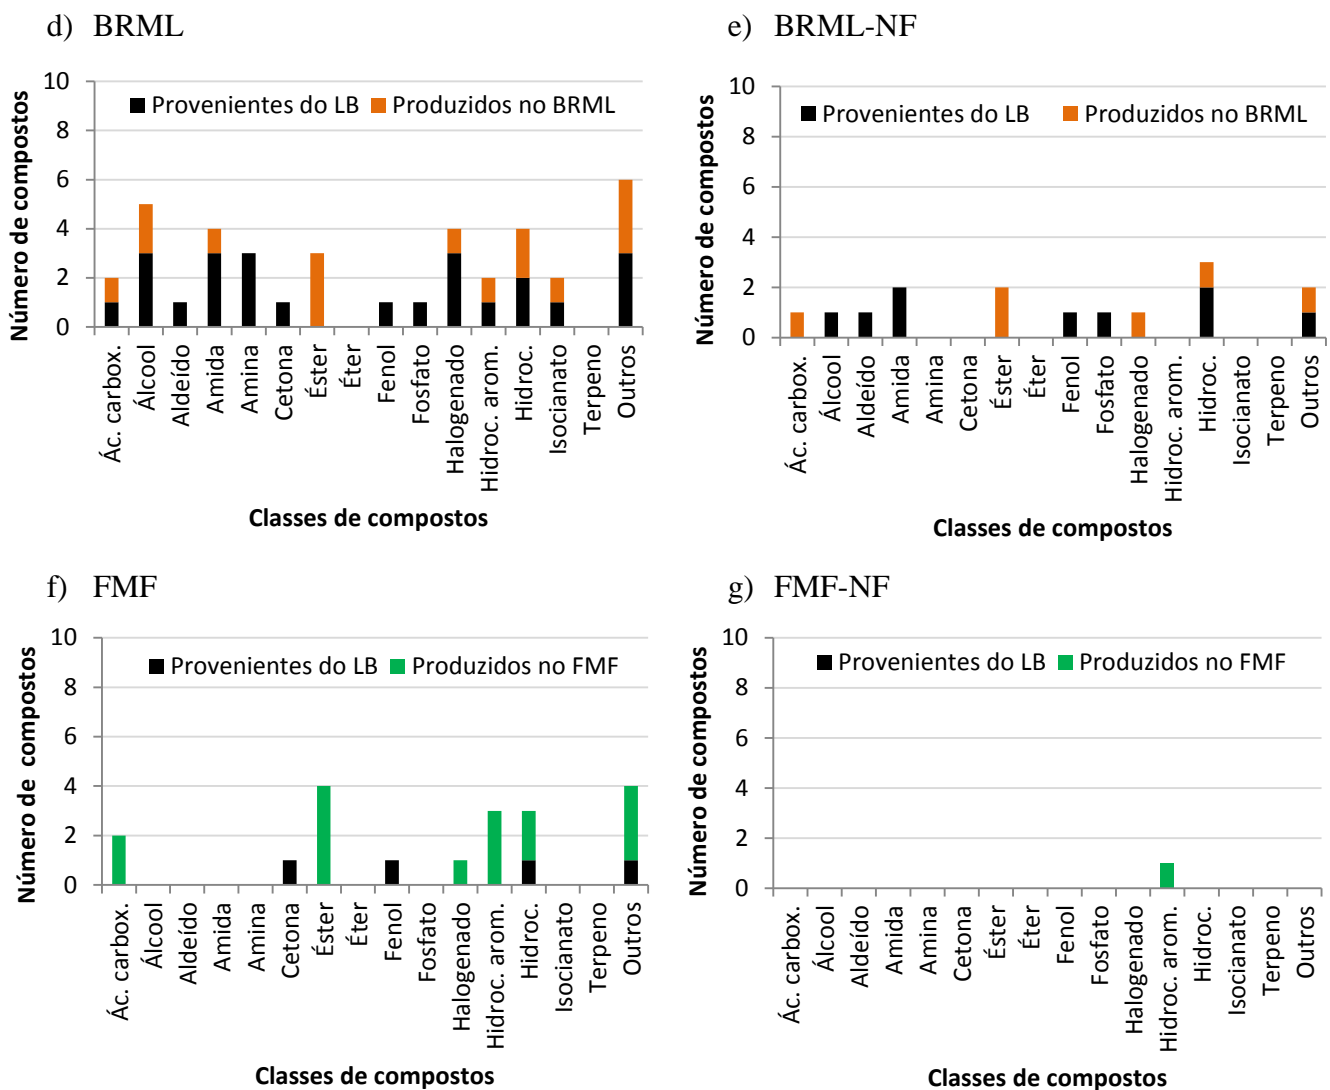 d) BRML
Número de compostos
10
8
6
4
2
0
Provenientes do LB Produzidos no BRML
Ác. carbox.
Álcool
Aldeído
Amida
Amina
Cetona
Éster
Éter
Fenol
Fosfato
Halogenado
Hidroc. arom.
Hidroc.
Isocianato
Terpeno
Outros
Classes de compostos
e) BRML-NF
Número de compostos
10
8
6
4
2
0
Provenientes do LB Produzidos no BRML
Ác. carbox.
Álcool
Aldeído
Amida
Amina
Cetona
Éster
Éter
Fenol
Fosfato
Halogenado
Hidroc. arom.
Hidroc.
Isocianato
Terpeno
Outros
Classes de compostos
f) FMF
Número de compostos
10
8
6
4
2
0
Provenientes do LB Produzidos no FMF
Ác. carbox.
Álcool
Aldeído
Amida
Amina
Cetona
Éster
Éter
Fenol
Fosfato
Halogenado
Hidroc. arom.
Hidroc.
Isocianato
Terpeno
Outros
Classes de compostos
g) FMF-NF
Número de compostos
10
8
6
4
2
0
Provenientes do LB Produzidos no FMF
Ác. carbox.
Álcool
Aldeído
Amida
Amina
Cetona
Éster
Éter
Fenol
Fosfato
Halogenado
Hidroc. arom.
Hidroc.
Isocianato
Terpeno
Outros
Classes de compostos